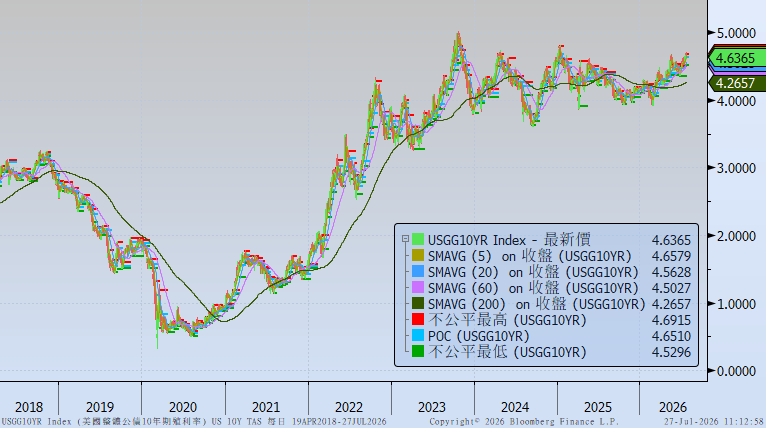 5.0000
4.6365
4.2657
4.0000
3.0000
2.0000
1.0000
0.0000
USGG10YR Index - 最新價 4.6365
SMAVG (5) on 收盤 (USGG10YR) 4.6579
SMAVG (20) on 收盤 (USGG10YR) 4.5628
SMAVG (60) on 收盤 (USGG10YR) 4.5027
SMAVG (200) on 收盤 (USGG10YR) 4.2657
不公平最高 (USGG10YR) 4.6915
POC (USGG10YR) 4.6510
不公平最低 (USGG10YR) 4.5296
2018 2019 2020 2021 2022 2023 2024 2025 2026
USGG10YR Index (美國整體公債10年期殖利率) US 10Y TAS 每日 19APR2018-27JUL2026 Copyright© 2026 Bloomberg Finance L.P. 27-Jul-2026 11:12:58